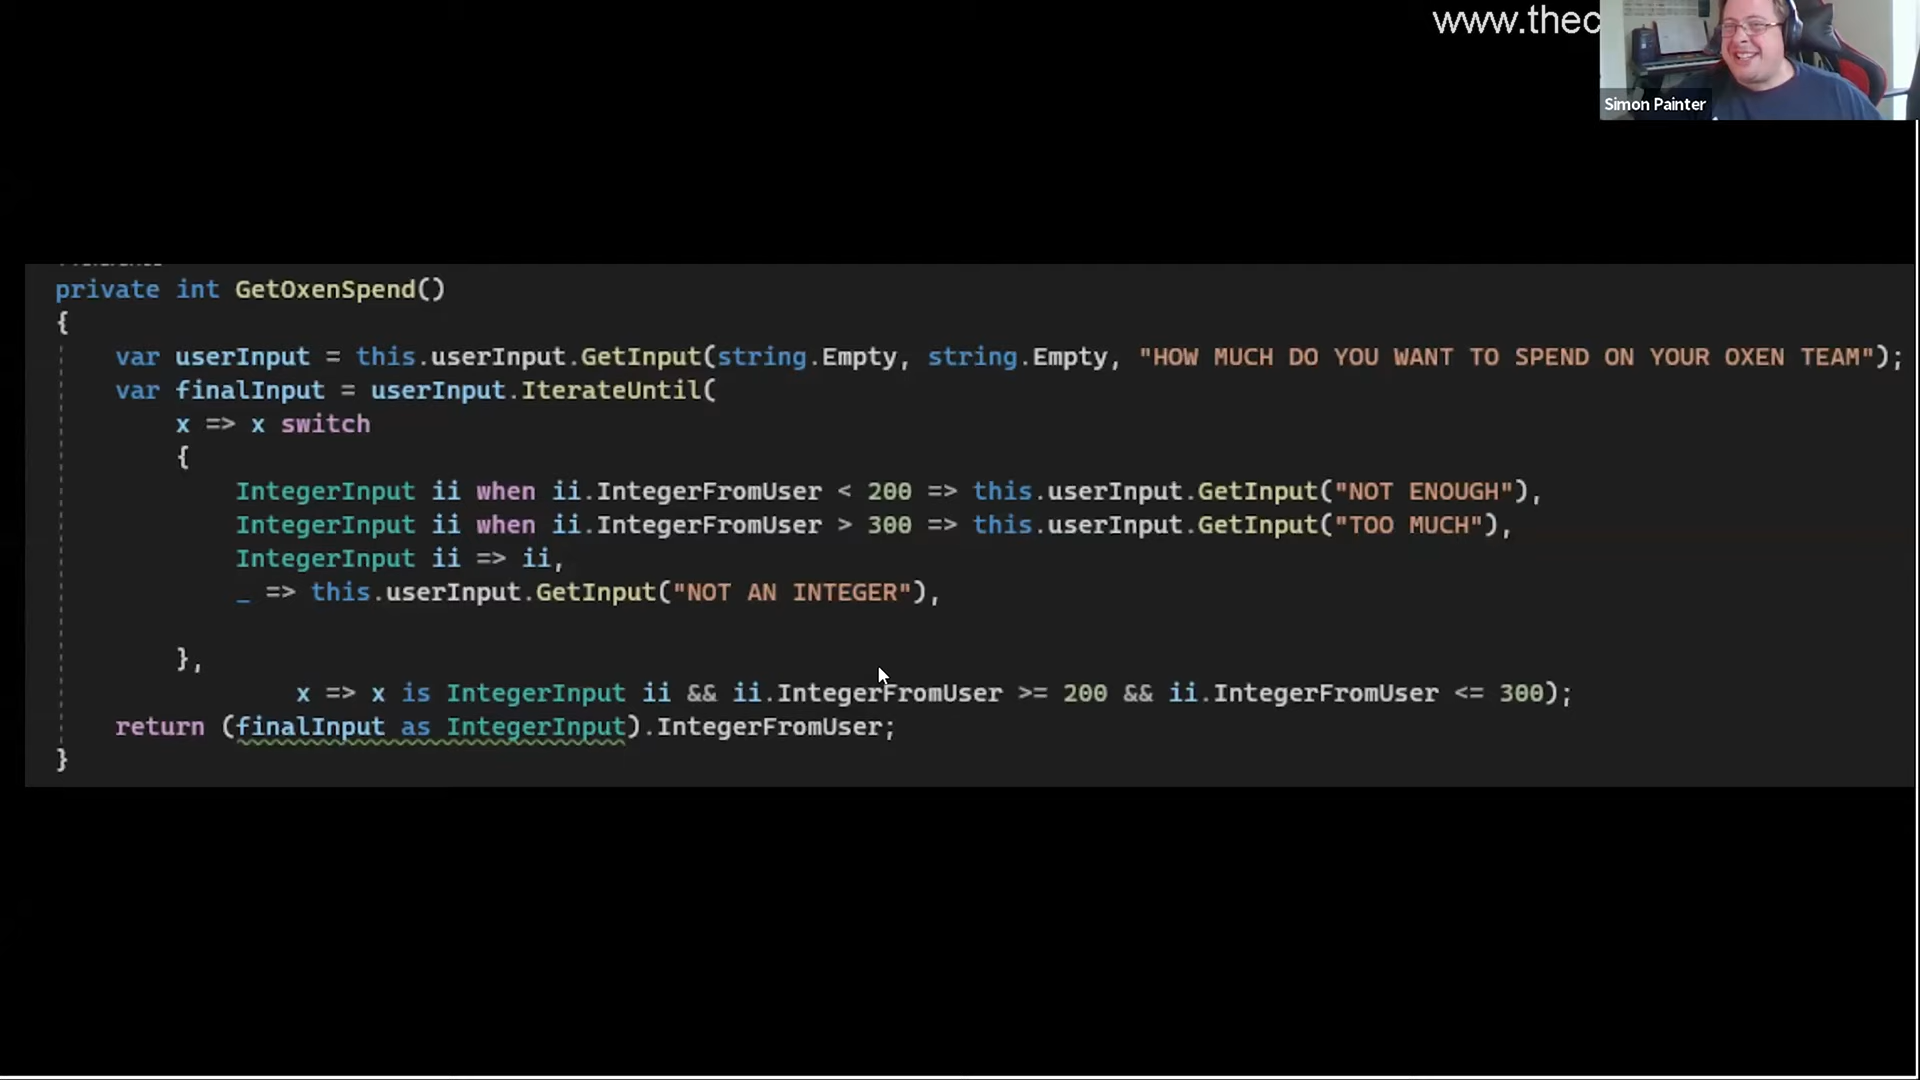 www.thec
Simon Painter
private int GetOxenSpend()
{
var userInput = this.userInput.GetInput(string.Empty, string.Empty, "HOW MUCH DO YOU WANT TO SPEND ON YOUR OXEN TEAM");
var finalInput = userInput.IterateUntil(
x => x switch
{
IntegerInput ii when ii.IntegerFromUser < 200 => this.userInput.GetInput("NOT ENOUGH"),
IntegerInput ii when ii.IntegerFromUser > 300 => this.userInput.GetInput("TOO MUCH"),
IntegerInput ii => ii,
_ => this.userInput.GetInput("NOT AN INTEGER"),
},
x => x is IntegerInput ii && ii.IntegerFromUser >= 200 && ii.IntegerFromUser <= 300);
return (finalInput as IntegerInput).IntegerFromUser;
}